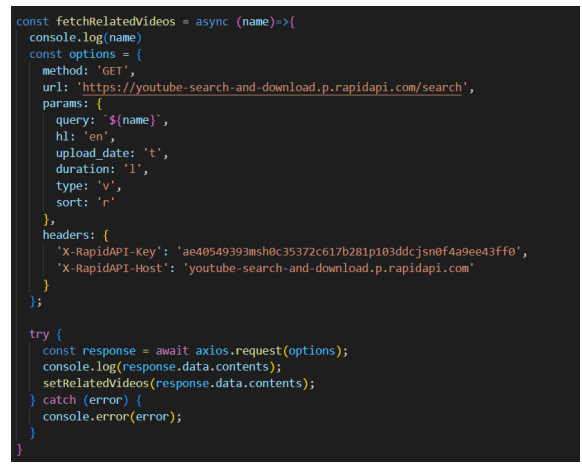 const fetchRelatedVideos = async (name)=>{
  console.log(name)
  const options = {
    method: 'GET',
    url: 'https://youtube-search-and-download.p.rapidapi.com/search',
    params: {
      query: `${name}`,
      hl: 'en',
      upload_date: 't',
      duration: 'l',
      type: 'v',
      sort: 'r'
    },
    headers: {
      'X-RapidAPI-Key': 'ae40549393msh0c35372c617b281p103ddcjsn0f4a9ee43ff0',
      'X-RapidAPI-Host': 'youtube-search-and-download.p.rapidapi.com'
    }
  };
  try {
    const response = await axios.request(options);
    console.log(response.data.contents);
    setRelatedVideos(response.data.contents);
  } catch (error) {
    console.error(error);
  }
}